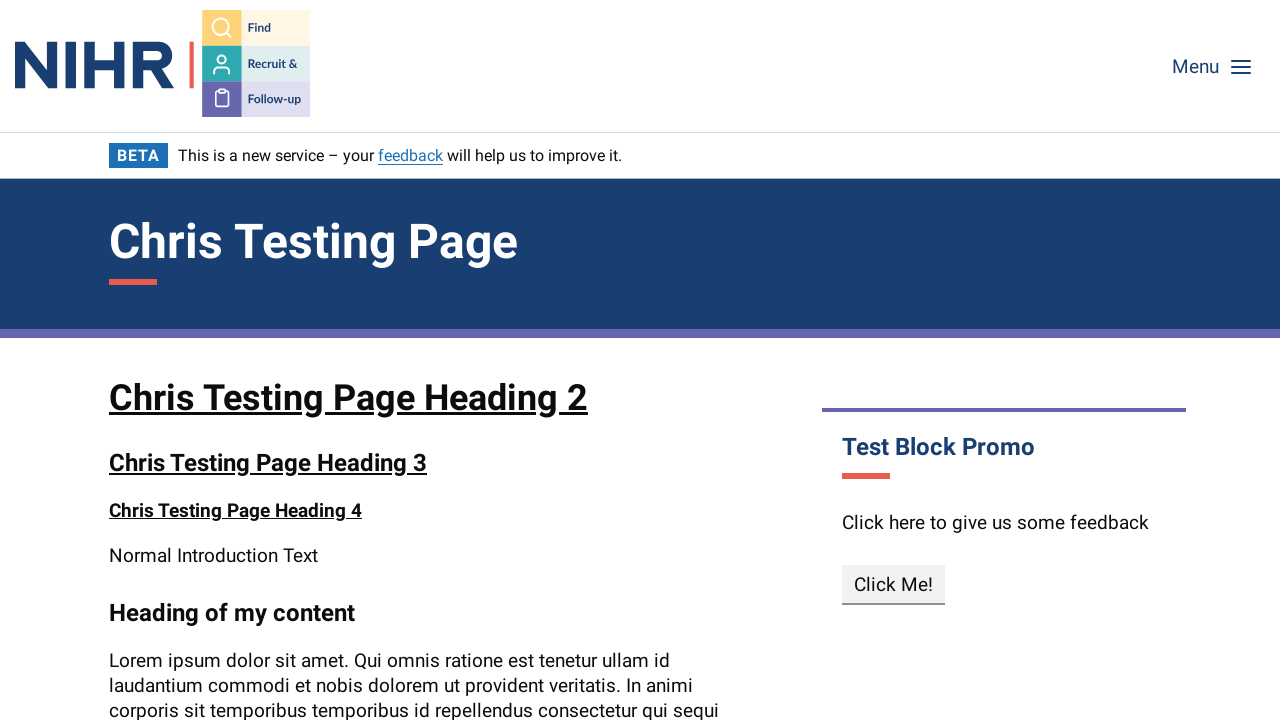 NIHR
Find
Recruit &
Follow-up
Menu
BETA This is a new service – your feedback will help us to improve it.
Chris Testing Page
Chris Testing Page Heading 2
Chris Testing Page Heading 3
Chris Testing Page Heading 4
Normal Introduction Text
Heading of my content
Lorem ipsum dolor sit amet. Qui omnis ratione est tenetur ullam id
laudantium commodi et nobis dolorem ut provident veritatis. In animi
corporis sit temporibus temporibus id repellendus consectetur qui sequi
Test Block Promo
Click here to give us some feedback
Click Me!